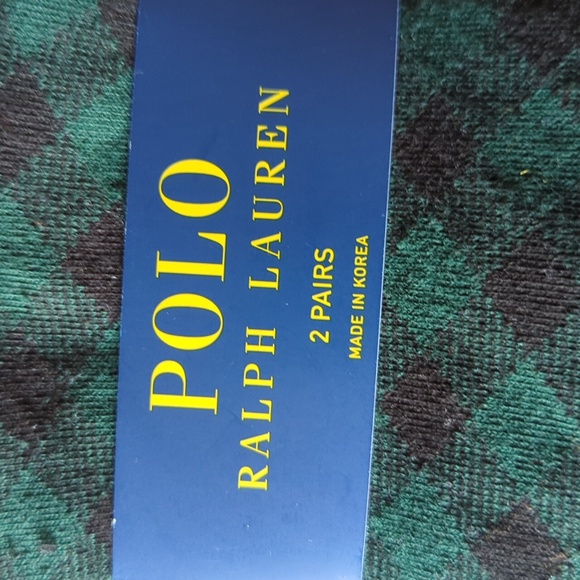 POLO
RALPH LAUREN
2 PAIRS
MADE IN KOREA